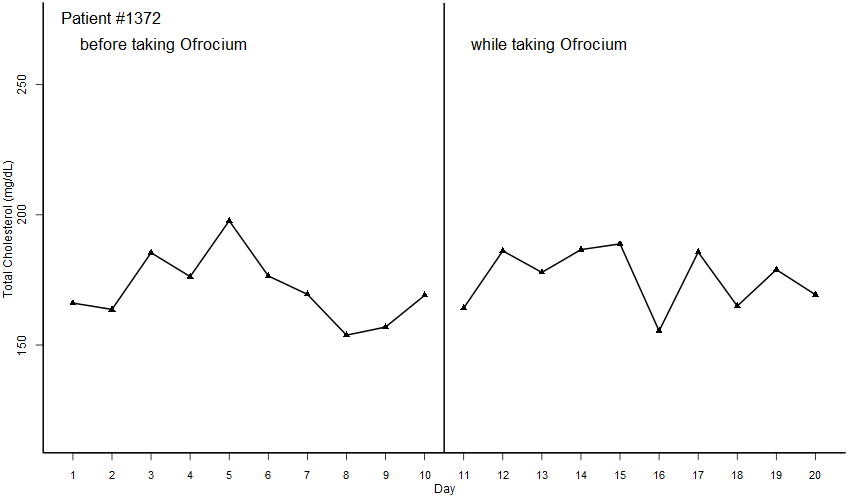 Patient #1372
before taking Ofrocium
while taking Ofrocium
Total Cholesterol (mg/dL)
250
200
150
1 2 3 4 5 6 7 8 9 10 11 12 13 14 15 16 17 18 19 20
Day